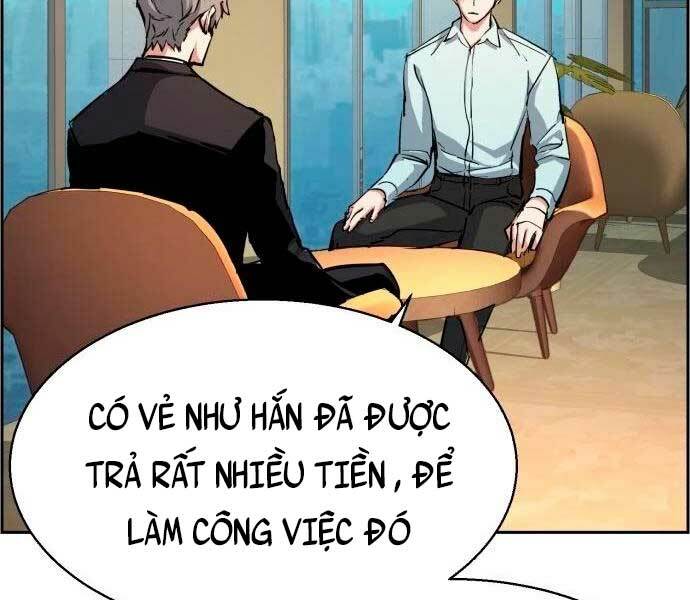 CÓ VẺ NHƯ HẮN ĐÃ ĐƯỢC
TRẢ RẤT NHIỀU TIỀN, ĐỂ
LÀM CÔNG VIỆC ĐÓ